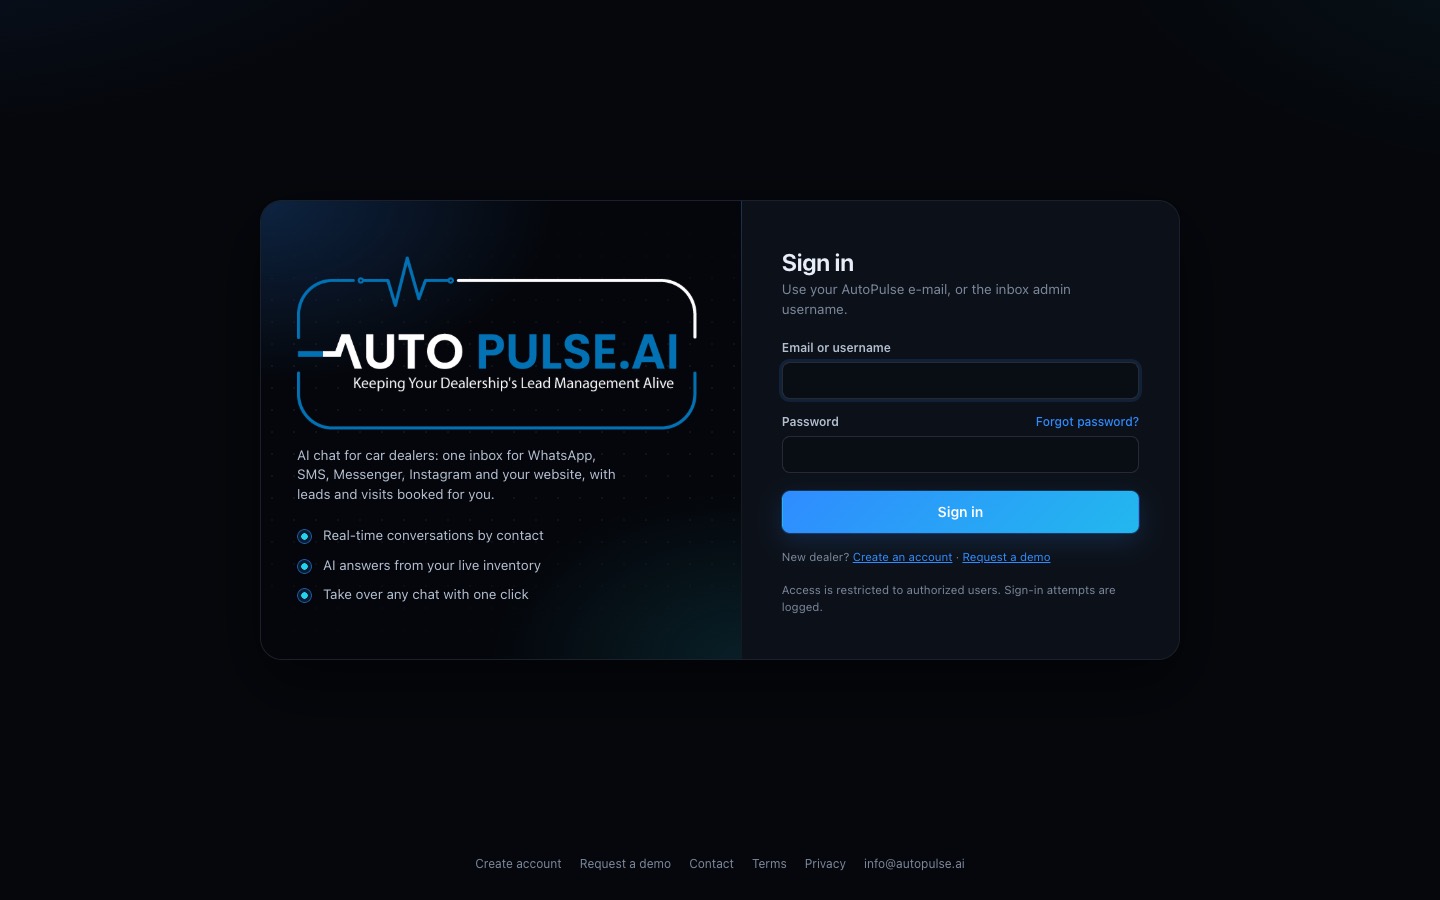 AUTO PULSE.AI
Keeping Your Dealership's Lead Management Alive
AI chat for car dealers: one inbox for WhatsApp,
SMS, Messenger, Instagram and your website, with
leads and visits booked for you.
Real-time conversations by contact
AI answers from your live inventory
Take over any chat with one click
Sign in
Use your AutoPulse e-mail, or the inbox admin
username.
Email or username
Password
Forgot password?
Sign in
New dealer? Create an account · Request a demo
Access is restricted to authorized users. Sign-in attempts are
logged.
Create account Request a demo Contact Terms Privacy info@autopulse.ai